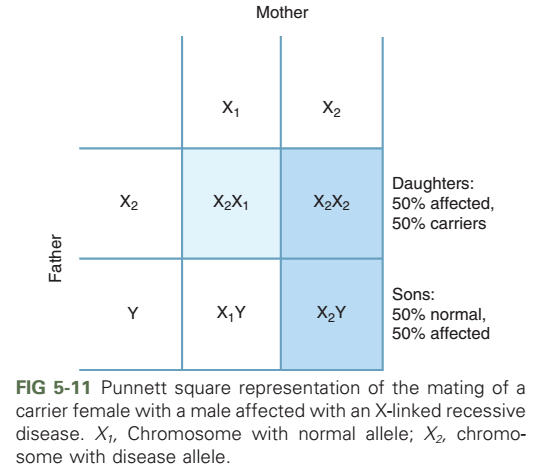 Mother
X₁ X₂
X₂ X₂X₁ X₂X₂ Daughters:
50% affected,
50% carriers
Father
Y X₁Y X₂Y Sons:
50% normal,
50% affected
FIG 5-11 Punnett square representation of the mating of a
carrier female with a male affected with an X-linked recessive
disease. X₁, Chromosome with normal allele; X₂, chromo-
some with disease allele.